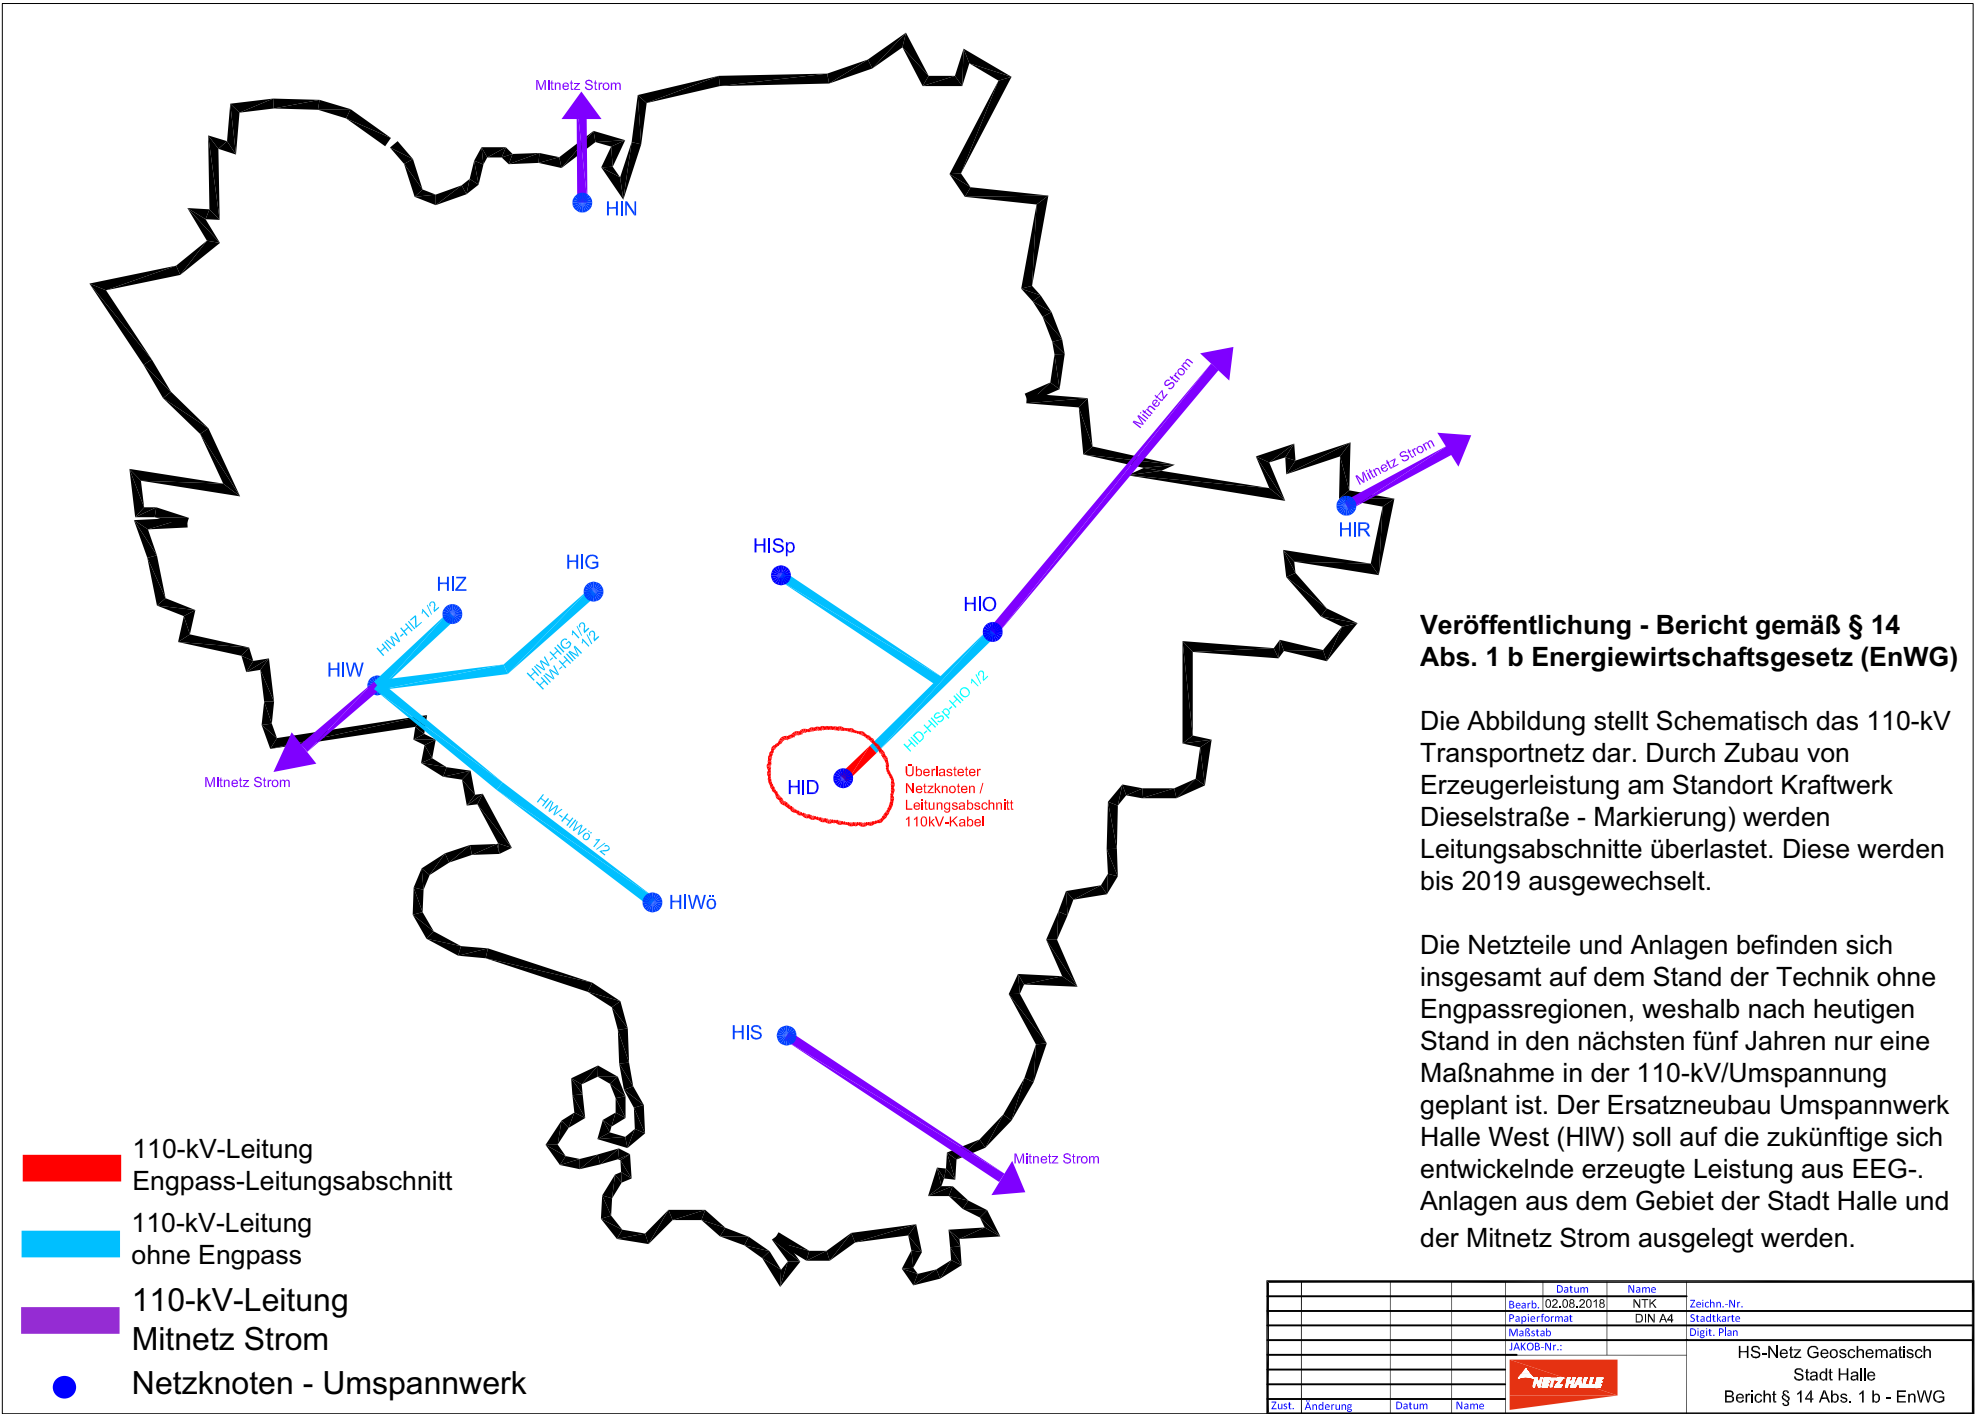 Mitnetz Strom
HIN
Mitnetz Strom
Mitnetz Strom
HIR
HISp
HIG
HIZ
HIO
HIW-HIZ 1/2
HIW-HIG 1/2
HIW-HIM 1/2
HIW
HID-HISp-HIO 1/2
Mitnetz Strom
HID
Überlasteter
Netzknoten /
Leitungsabschnitt
110kV-Kabel
HIW-HIWö 1/2
HIWö
HIS
Mitnetz Strom
Veröffentlichung - Bericht gemäß § 14
Abs. 1 b Energiewirtschaftsgesetz (EnWG)
Die Abbildung stellt Schematisch das 110-kV
Transportnetz dar. Durch Zubau von
Erzeugerleistung am Standort Kraftwerk
Dieselstraße - Markierung) werden
Leitungsabschnitte überlastet. Diese werden
bis 2019 ausgewechselt.
Die Netzteile und Anlagen befinden sich
insgesamt auf dem Stand der Technik ohne
Engpassregionen, weshalb nach heutigen
Stand in den nächsten fünf Jahren nur eine
Maßnahme in der 110-kV/Umspannung
geplant ist. Der Ersatzneubau Umspannwerk
Halle West (HIW) soll auf die zukünftige sich
entwickelnde erzeugte Leistung aus EEG-.
Anlagen aus dem Gebiet der Stadt Halle und
der Mitnetz Strom ausgelegt werden.
110-kV-Leitung
Engpass-Leitungsabschnitt
110-kV-Leitung
ohne Engpass
110-kV-Leitung
Mitnetz Strom
Netzknoten - Umspannwerk
Datum Name
Bearb. 02.08.2018 NTK Zeichn.-Nr.
Papierformat DIN A4 Stadtkarte
Maßstab Digit. Plan
JAKOB-Nr.:
NETZ HALLE
HS-Netz Geoschematisch
Stadt Halle
Bericht § 14 Abs. 1 b - EnWG
Zust. Änderung Datum Name